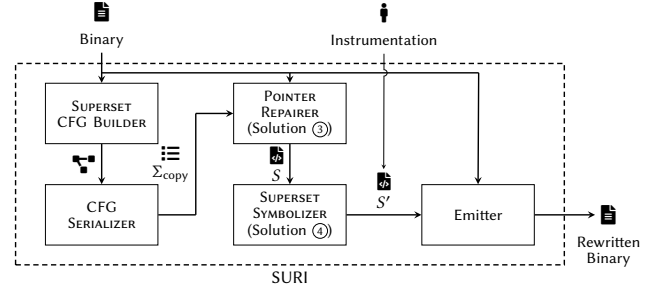 Binary
Instrumentation
Superset
CFG Builder
Pointer
Repairer
(Solution ③)
Σcopy
S
CFG
Serializer
Superset
Symbolizer
(Solution ④)
S′
Emitter
Rewritten
Binary
SURI